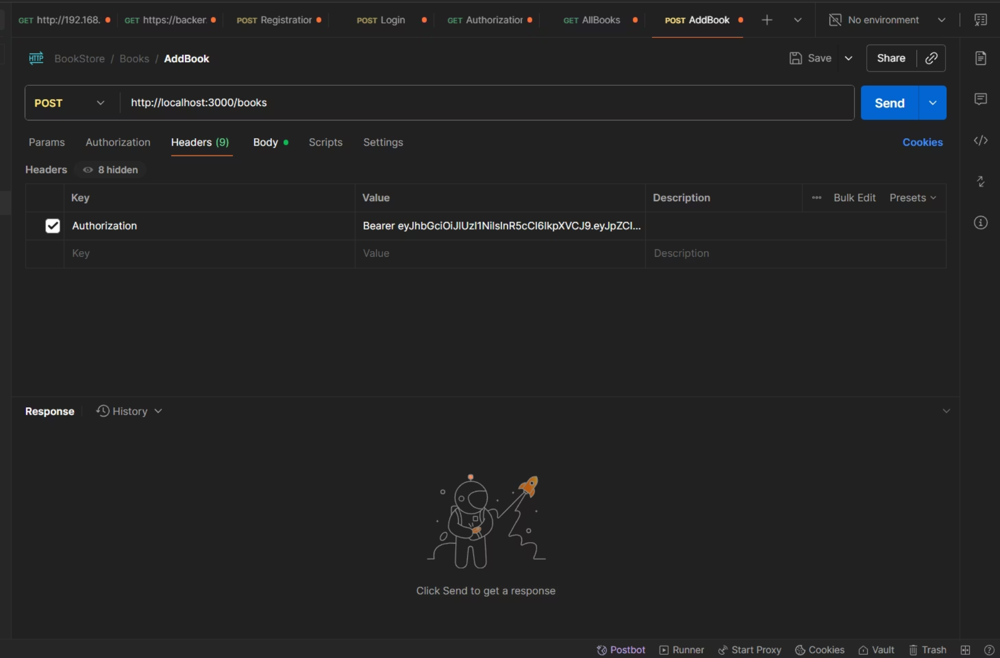 GET http://192.168. GET https://backer. POST Registration POST Login GET Authorization GET AllBooks POST AddBook No environment
HTTP BookStore / Books / AddBook Save Share
POST http://localhost:3000/books Send
Params Authorization Headers (9) Body Scripts Settings Cookies
Headers 8 hidden
Key Value Description Bulk Edit Presets
Authorization Bearer eyJhbGciOiJIUzI1NiIsInR5cCI6IkpXVCJ9.eyJpZCI...
Key Value Description
Response History
Click Send to get a response
Postbot Runner Start Proxy Cookies Vault Trash